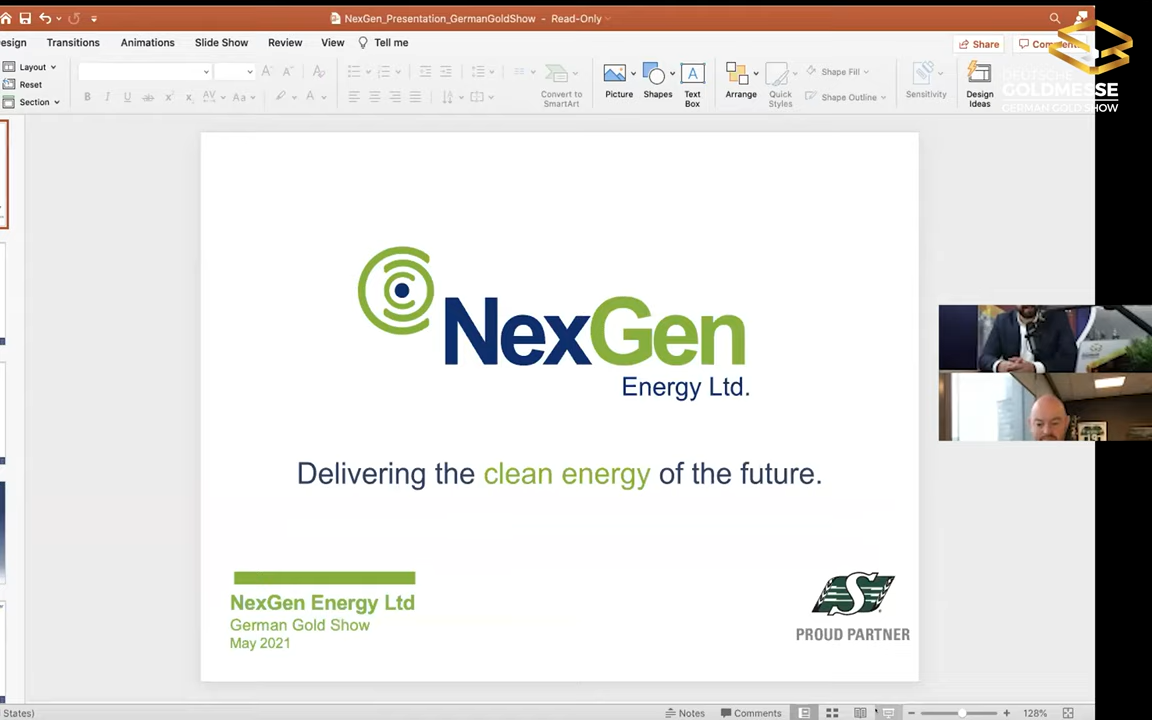 NexGen_Presentation_GermanGoldShow - Read-Only
Transitions Animations Slide Show Review View Tell me
Share
Layout
Reset
Section
Convert to
SmartArt
Picture
Shapes
Text
Box
Arrange
Quick
Styles
Shape Fill
Shape Outline
Sensitivity
Design
Ideas
DEUTSCHE
GOLDMESSE
GERMAN GOLD SHOW
NexGen
Energy Ltd.
Delivering the clean energy of the future.
NexGen Energy Ltd
German Gold Show
May 2021
S
PROUD PARTNER
States)
Notes Comments 128%